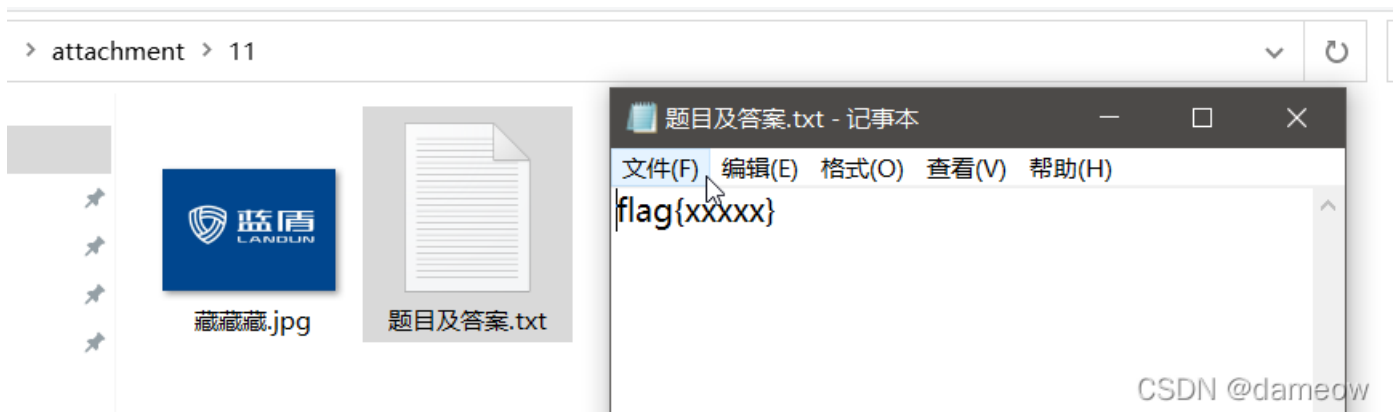 attachment > 11
题目及答案.txt - 记事本
文件(F) 编辑(E) 格式(O) 查看(V) 帮助(H)
flag{xxxxx}
蓝盾
LANDUN
藏藏藏.jpg
题目及答案.txt
CSDN @dameow